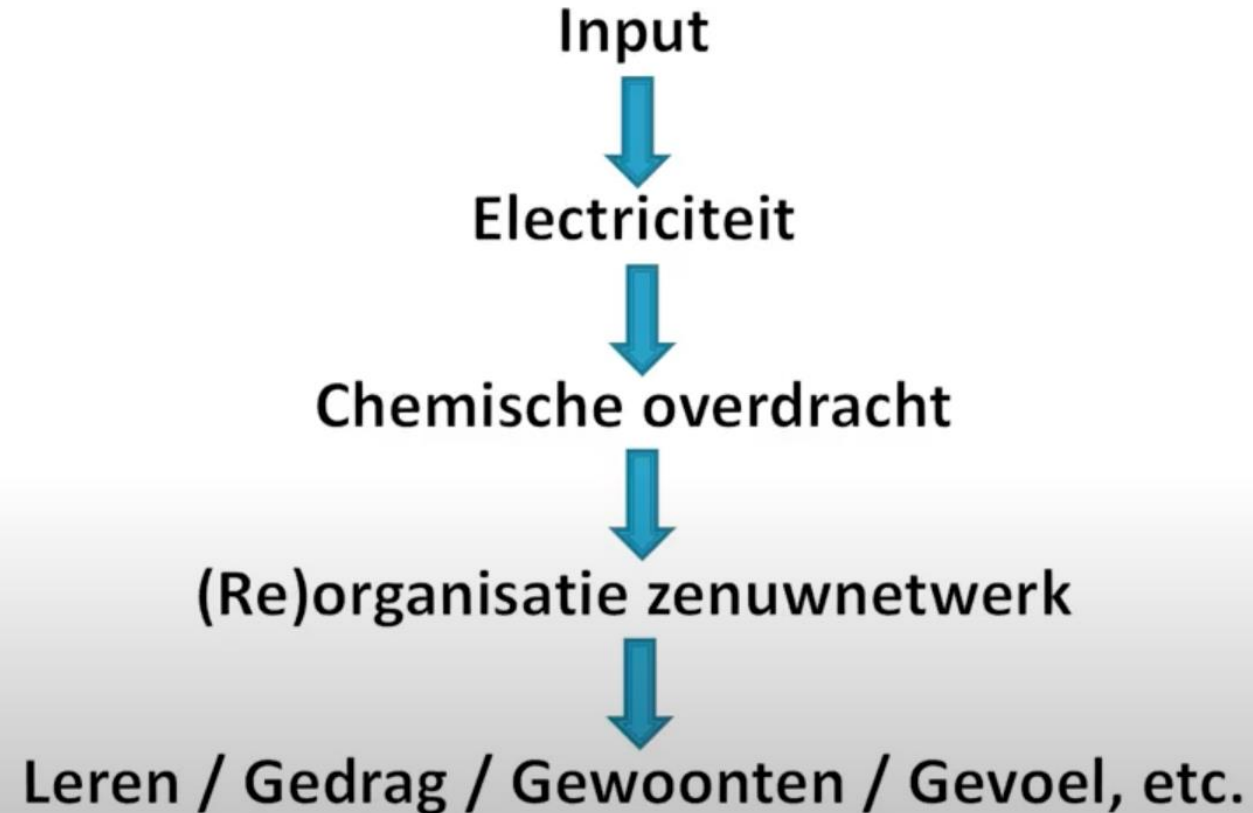 Input
Electriciteit
Chemische overdracht
(Re)organisatie zenuwnetwerk
Leren / Gedrag / Gewoonten / Gevoel, etc.